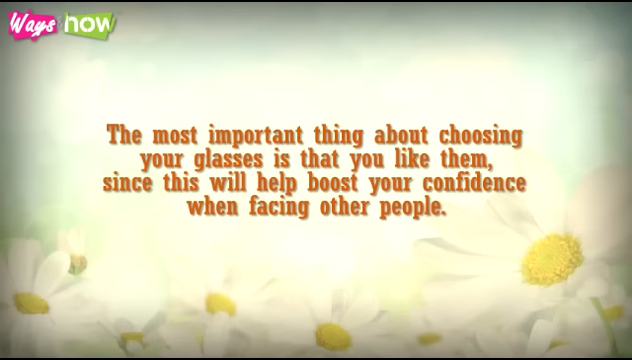 Ways now
The most important thing about choosing
your glasses is that you like them,
since this will help boost your confidence
when facing other people.